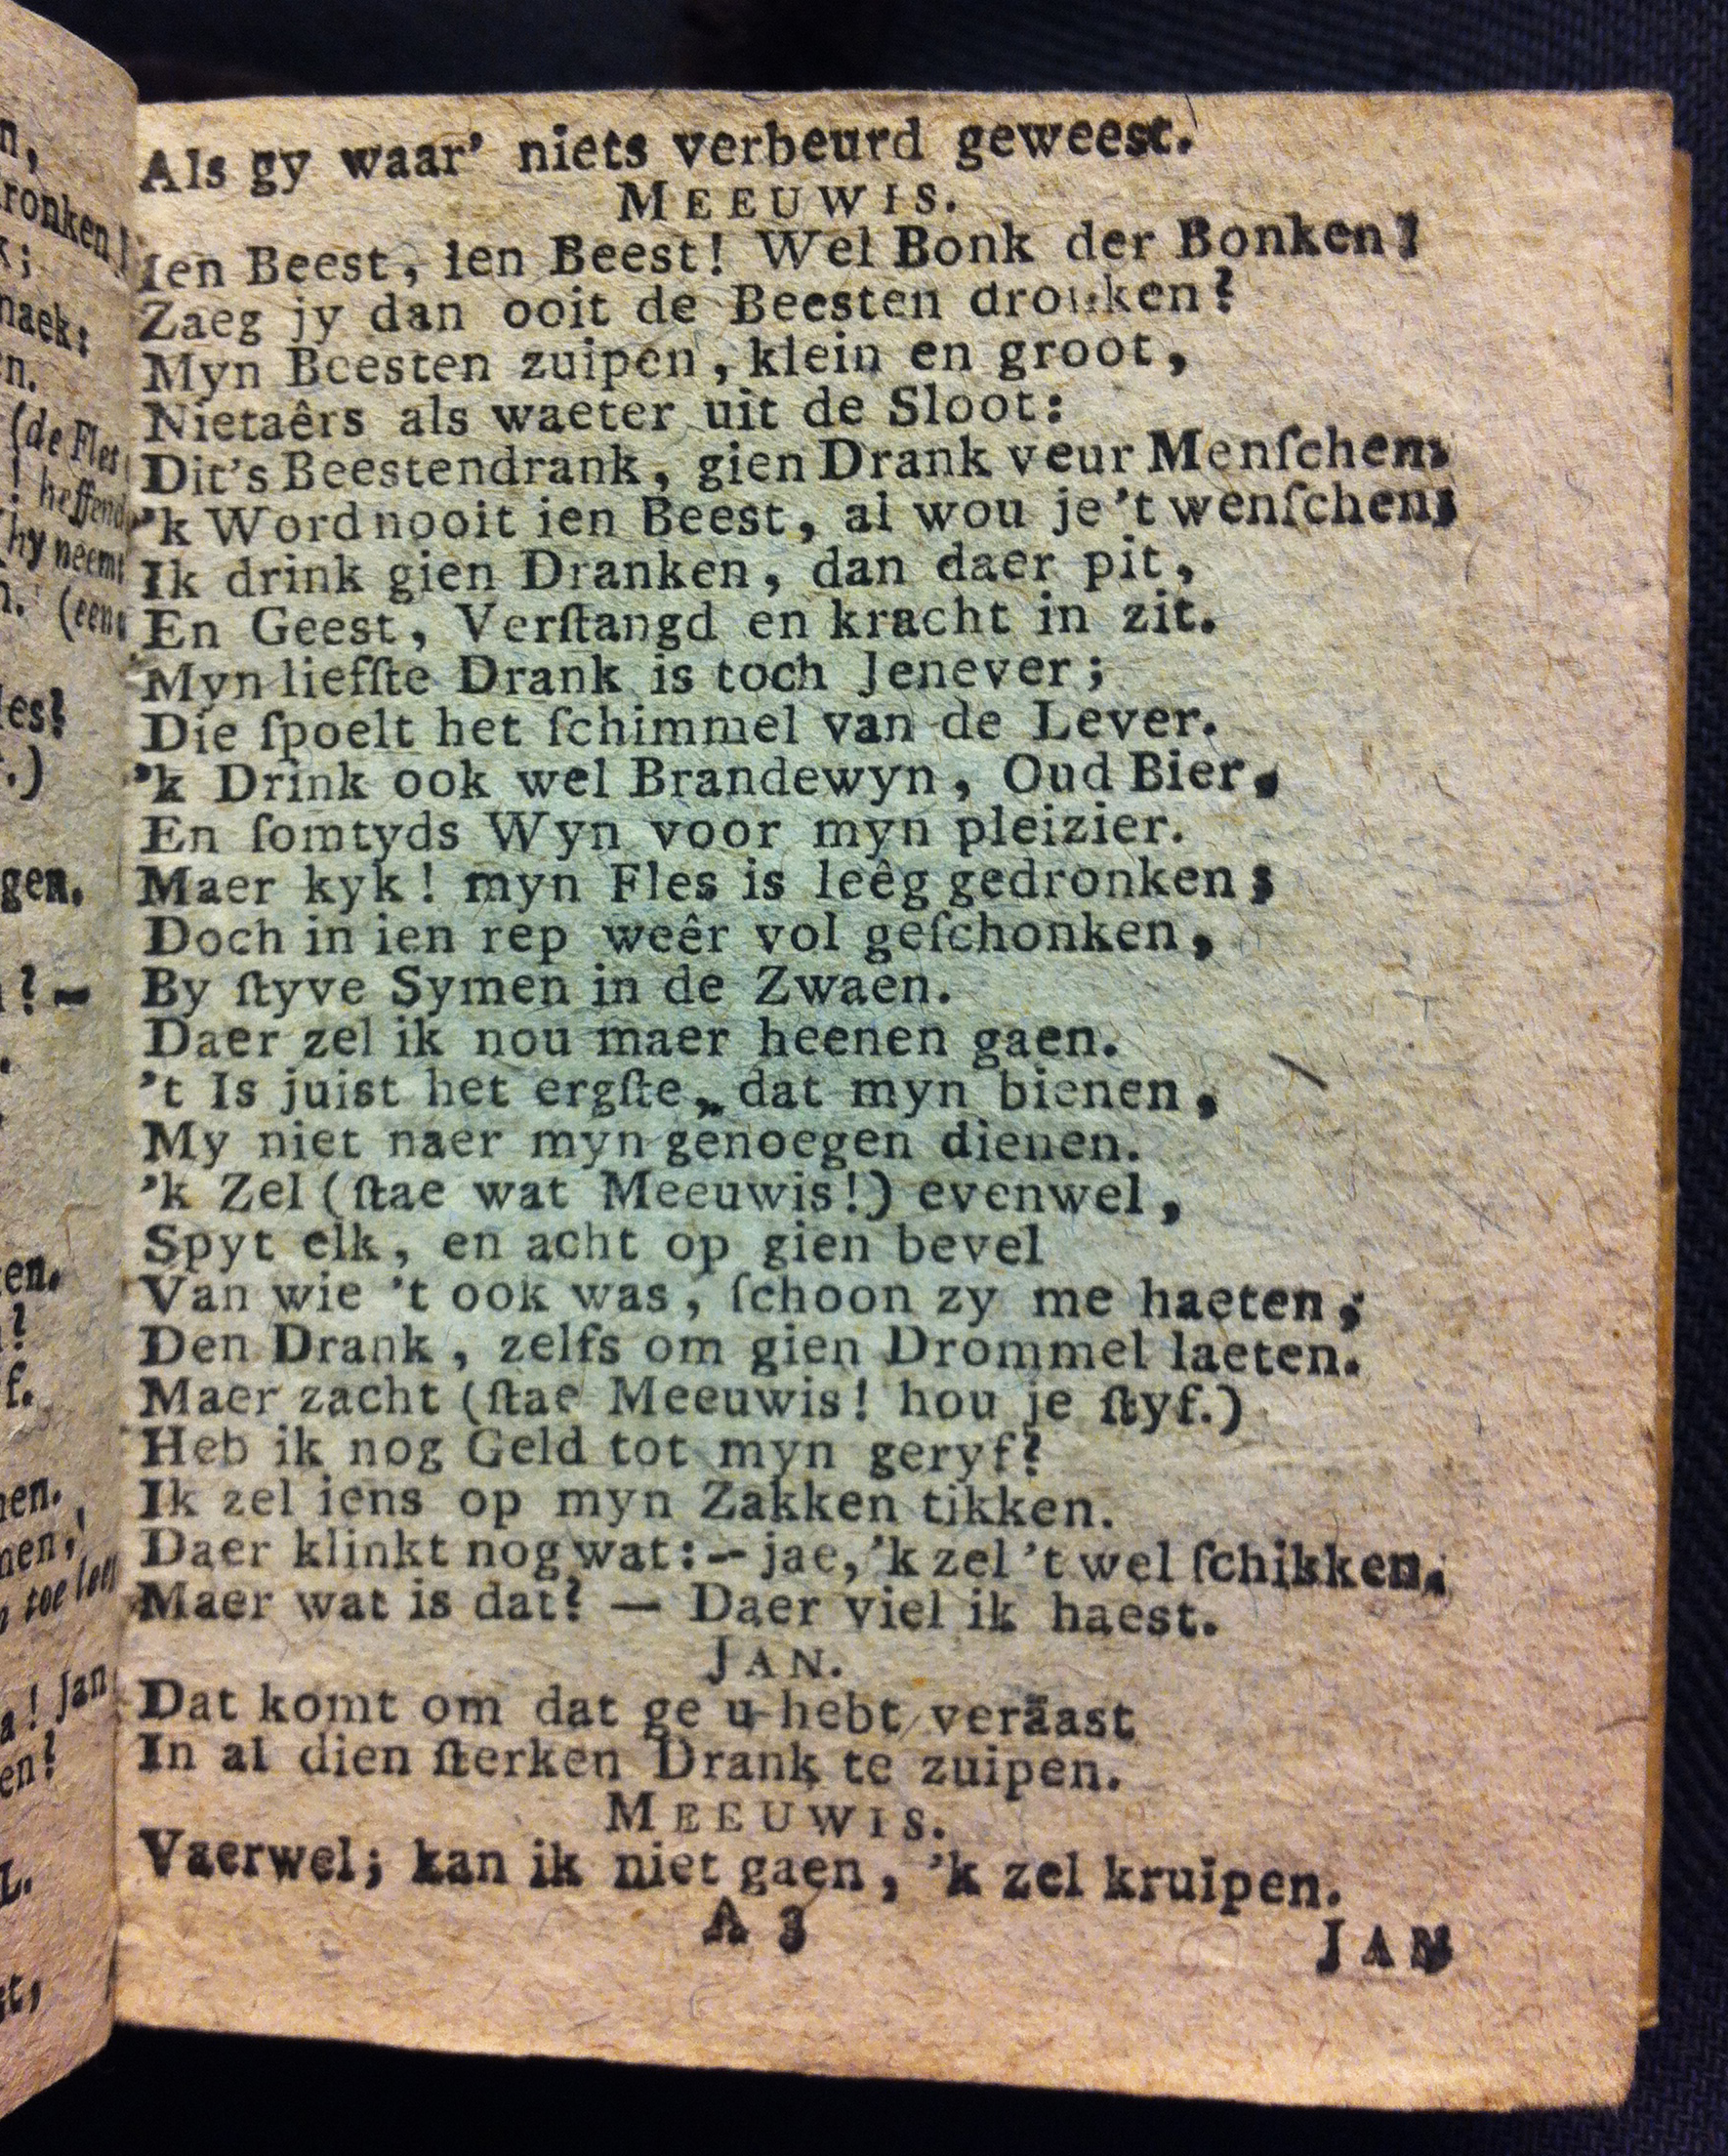 Als gy waar' niets verbeurd geweest.
MEEUWIS.
Ien Beest, ien Beest! Wel Bonk der Bonken!
Zaeg jy dan ooit de Beesten dronken?
Myn Beesten zuipen, klein en groot,
Nietaêrs als waeter uit de Sloot:
Dit's Beestendrank, gien Drank veur Menſchen;
'k Word nooit ien Beest, al wou je 't wenſchen;
Ik drink gien Dranken, dan daer pit,
En Geest, Verſtangd en kracht in zit.
Myn liefſte Drank is toch Jenever;
Die ſpoelt het ſchimmel van de Lever.
'k Drink ook wel Brandewyn, Oud Bier,
En ſomtyds Wyn voor myn pleizier.
Maer kyk! myn Fles is leêg gedronken;
Doch in ien rep weêr vol geſchonken,
By ſtyve Symen in de Zwaen.
Daer zel ik nou maer heenen gaen.
't Is juist het ergſte, dat myn bienen,
My niet naer myn genoegen dienen.
'k Zel (ſtae wat Meeuwis!) evenwel,
Spyt elk, en acht op gien bevel
Van wie 't ook was, ſchoon zy me haeten;
Den Drank, zelfs om gien Drommel laeten.
Maer zacht (ſtae Meeuwis! hou je ſtyf.)
Heb ik nog Geld tot myn geryf?
Ik zel iens op myn Zakken tikken.
Daer klinkt nog wat: -- jae, 'k zel 't wel ſchikken.
Maer wat is dat? — Daer viel ik haest.
JAN.
Dat komt om dat ge u hebt veräast
In al dien ſterken Drank te zuipen.
MEEUWIS.
Vaerwel; kan ik niet gaen, 'k zel kruipen.
A 3
JAN